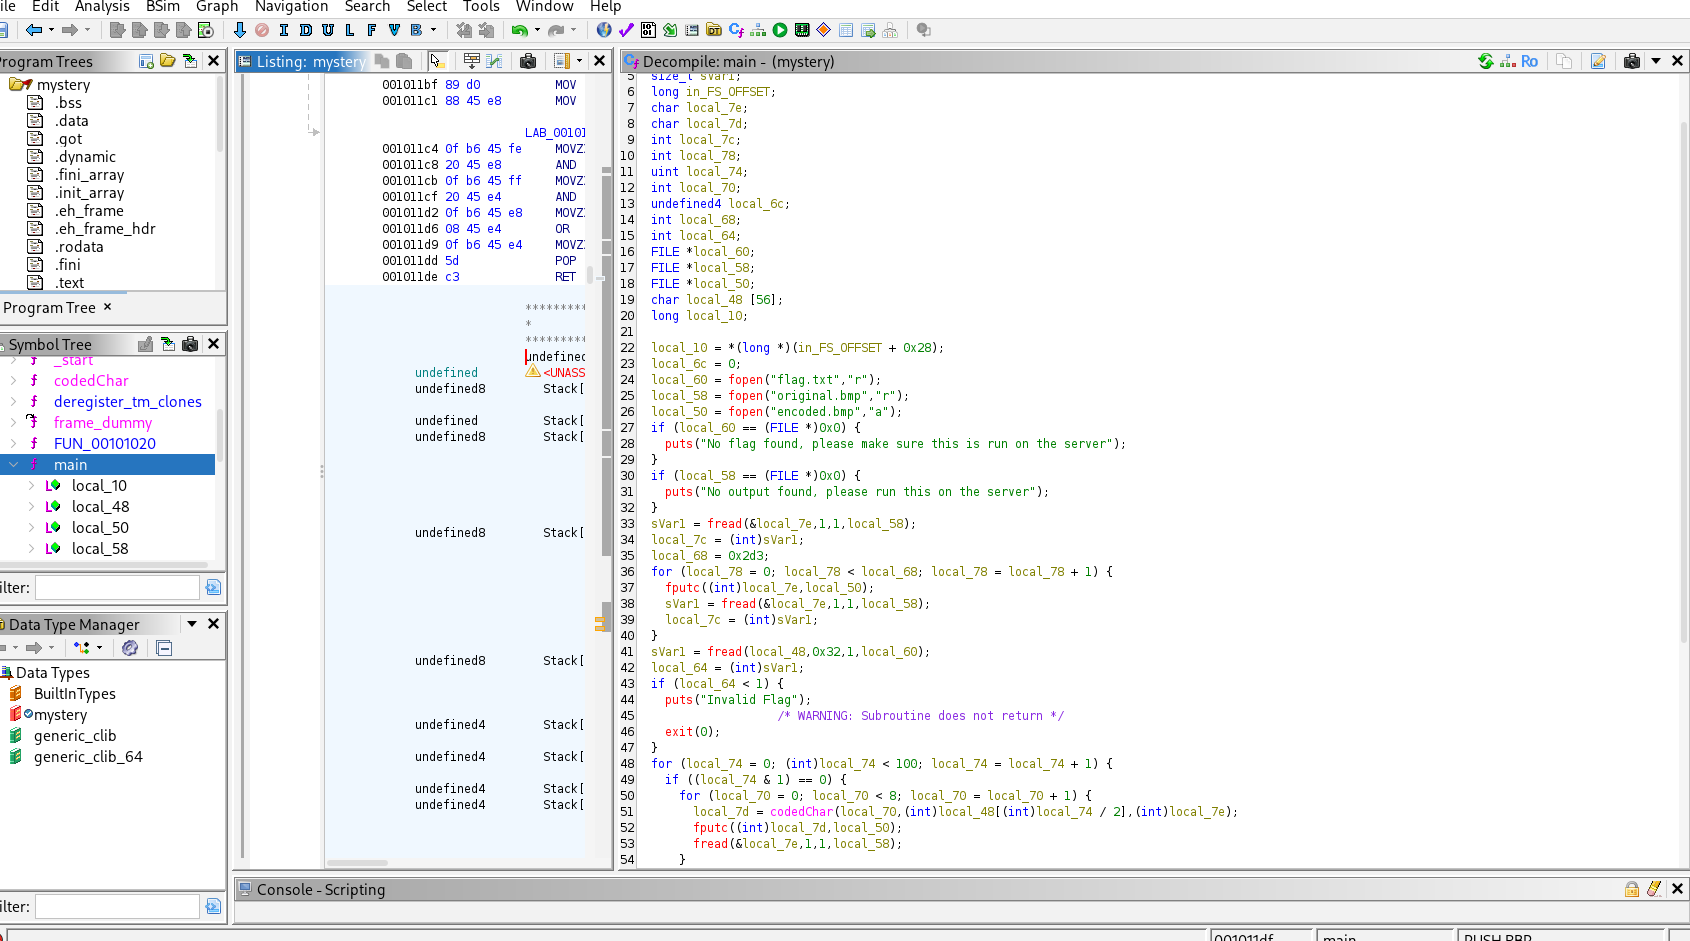 ile Edit Analysis BSim Graph Navigation Search Select Tools Window Help
I D U L F V B
Program Trees
mystery
.bss
.data
.got
.dynamic
.fini_array
.init_array
.eh_frame
.eh_frame_hdr
.rodata
.fini
.text
Program Tree ×
Symbol Tree
_start
codedChar
deregister_tm_clones
frame_dummy
FUN_00101020
main
local_10
local_48
local_50
local_58
ilter:
Data Type Manager
Data Types
BuiltInTypes
mystery
generic_clib
generic_clib_64
ilter:
Listing: mystery
001011bf 89 d0 MOV
001011c1 88 45 e8 MOV
LAB_00101
001011c4 0f b6 45 fe MOVZ
001011c8 20 45 e8 AND
001011cb 0f b6 45 ff MOVZ
001011cf 20 45 e4 AND
001011d2 0f b6 45 e8 MOVZ
001011d6 08 45 e4 OR
001011d9 0f b6 45 e4 MOVZ
001011dd 5d POP
001011de c3 RET
*********
*
*********
undefined
undefined <UNASS
undefined8 Stack[
undefined Stack[
undefined8 Stack[
undefined8 Stack[
undefined8 Stack[
undefined4 Stack[
undefined4 Stack[
undefined4 Stack[
undefined4 Stack[
Decompile: main - (mystery)
Ro
5 size_t sVar1;
6 long in_FS_OFFSET;
7 char local_7e;
8 char local_7d;
9 int local_7c;
10 int local_78;
11 uint local_74;
12 int local_70;
13 undefined4 local_6c;
14 int local_68;
15 int local_64;
16 FILE *local_60;
17 FILE *local_58;
18 FILE *local_50;
19 char local_48 [56];
20 long local_10;
21
22 local_10 = *(long *)(in_FS_OFFSET + 0x28);
23 local_6c = 0;
24 local_60 = fopen("flag.txt","r");
25 local_58 = fopen("original.bmp","r");
26 local_50 = fopen("encoded.bmp","a");
27 if (local_60 == (FILE *)0x0) {
28 puts("No flag found, please make sure this is run on the server");
29 }
30 if (local_58 == (FILE *)0x0) {
31 puts("No output found, please run this on the server");
32 }
33 sVar1 = fread(&local_7e,1,1,local_58);
34 local_7c = (int)sVar1;
35 local_68 = 0x2d3;
36 for (local_78 = 0; local_78 < local_68; local_78 = local_78 + 1) {
37 fputc((int)local_7e,local_50);
38 sVar1 = fread(&local_7e,1,1,local_58);
39 local_7c = (int)sVar1;
40 }
41 sVar1 = fread(local_48,0x32,1,local_60);
42 local_64 = (int)sVar1;
43 if (local_64 < 1) {
44 puts("Invalid Flag");
45 /* WARNING: Subroutine does not return */
46 exit(0);
47 }
48 for (local_74 = 0; (int)local_74 < 100; local_74 = local_74 + 1) {
49 if ((local_74 & 1) == 0) {
50 for (local_70 = 0; local_70 < 8; local_70 = local_70 + 1) {
51 local_7d = codedChar(local_70,(int)local_48[(int)local_74 / 2],(int)local_7e);
52 fputc((int)local_7d,local_50);
53 fread(&local_7e,1,1,local_58);
54 }
Console - Scripting
001011df main PUSH RBP